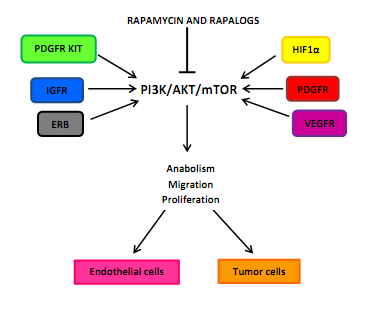 RAPAMYCIN AND RAPALOGS
PDGFR KIT
HIF1α
IGFR
PI3K/AKT/mTOR
PDGFR
ERB
VEGFR
Anabolism
Migration
Proliferation
Endothelial cells
Tumor cells